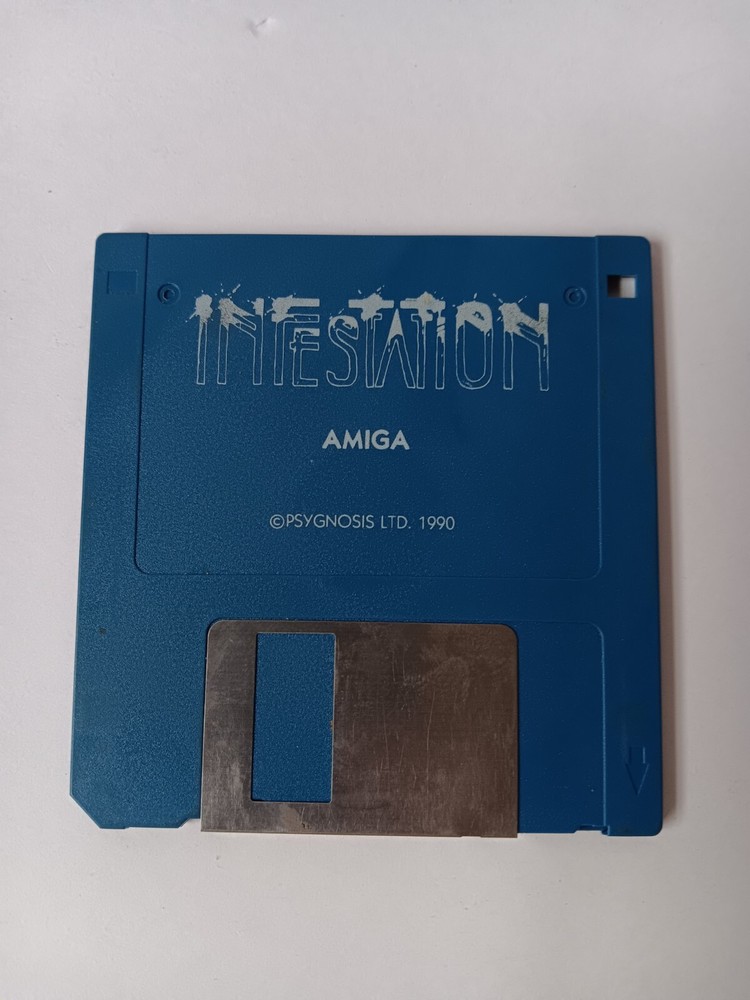 INFESTATION
AMIGA
©PSYGNOSIS LTD. 1990